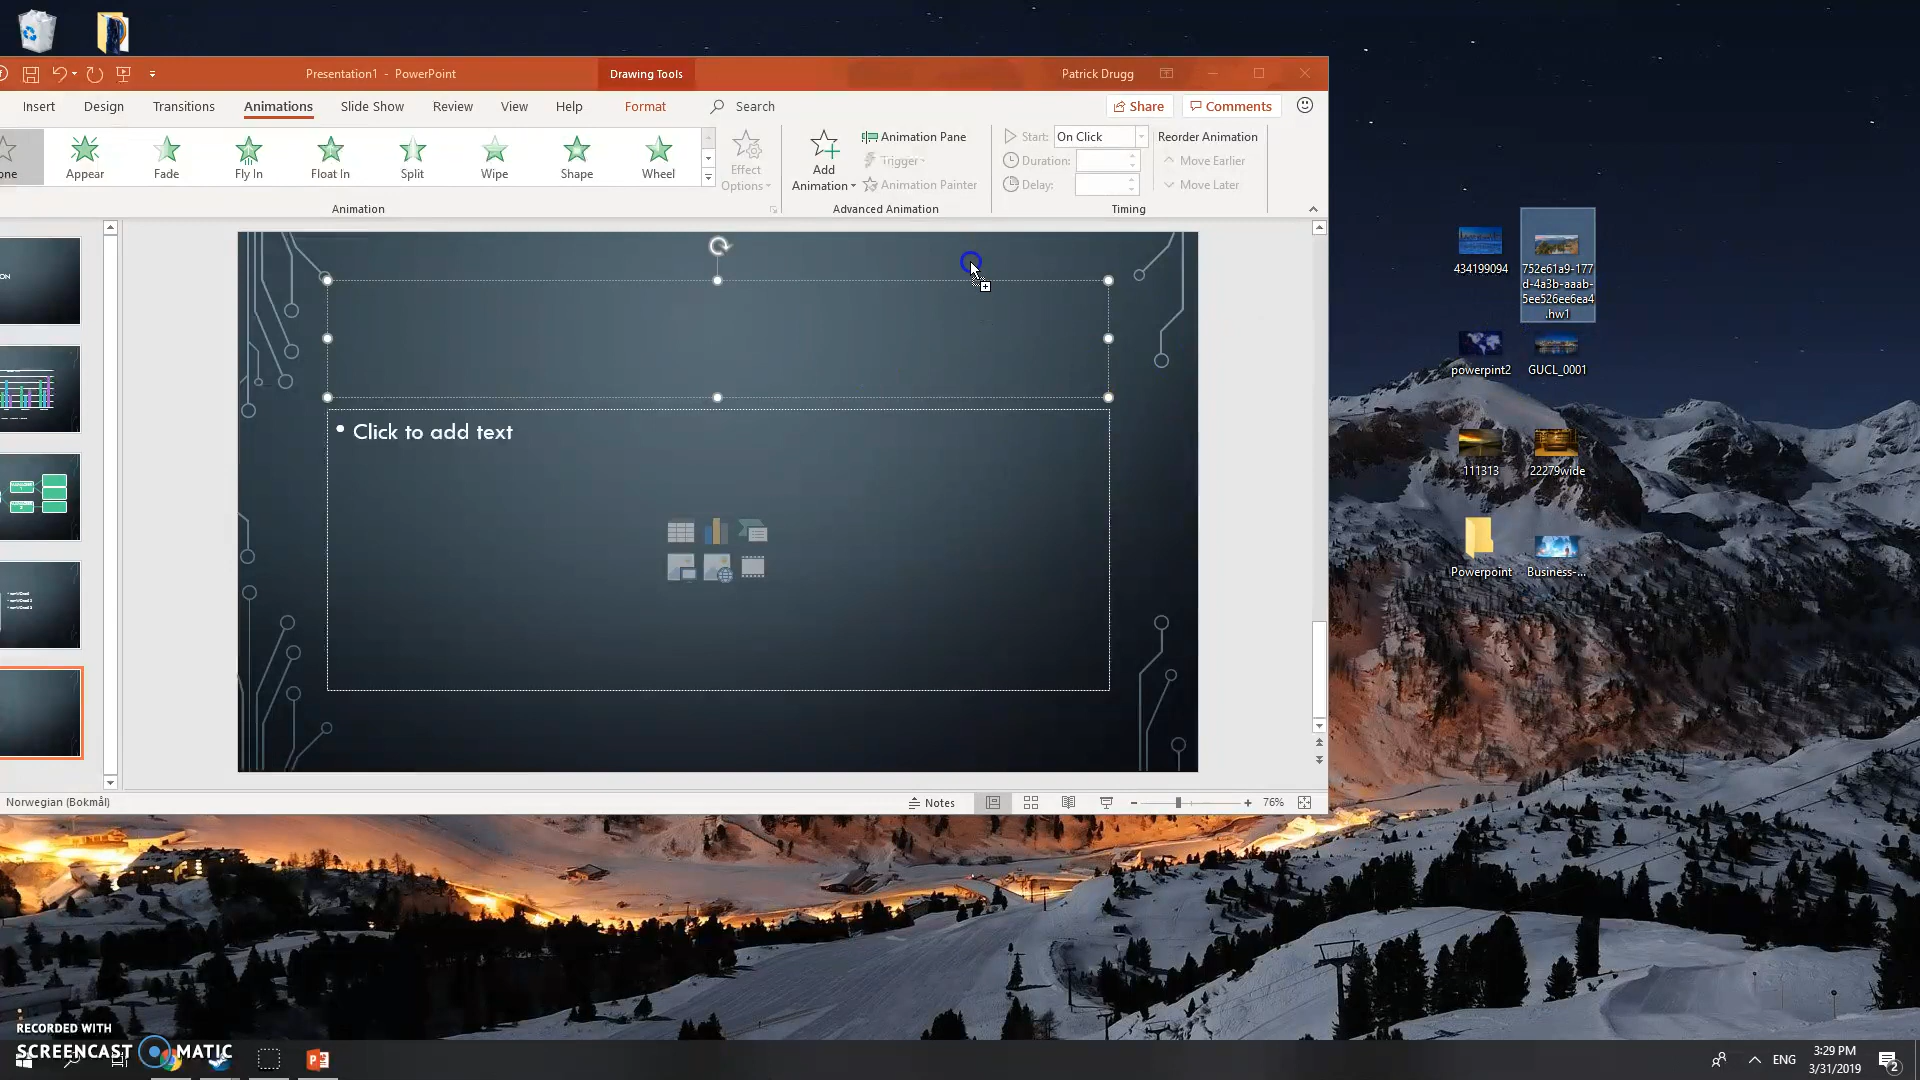 Presentation1 - PowerPoint
Drawing Tools
Patrick Drugg
Insert
Design
Transitions
Animations
Slide Show
Review
View
Help
Format
Search
Share
Comments
one
Appear
Fade
Fly In
Float In
Split
Wipe
Shape
Wheel
Effect
Options
Add
Animation
Animation Pane
Trigger
Animation Painter
Start:
On Click
Duration:
Delay:
Reorder Animation
Move Earlier
Move Later
Animation
Advanced Animation
Timing
ON
• Click to add text
434199094
752e61a9-177
d-4a3b-aaab-
5ee526ee6ea4
.hw1
powerpint2
GUCL_0001
111313
22279wide
Powerpoint
Business-...
Norwegian (Bokmål)
Notes
76%
RECORDED WITH
SCREENCAST MATIC
ENG
3:29 PM
3/31/2019
2